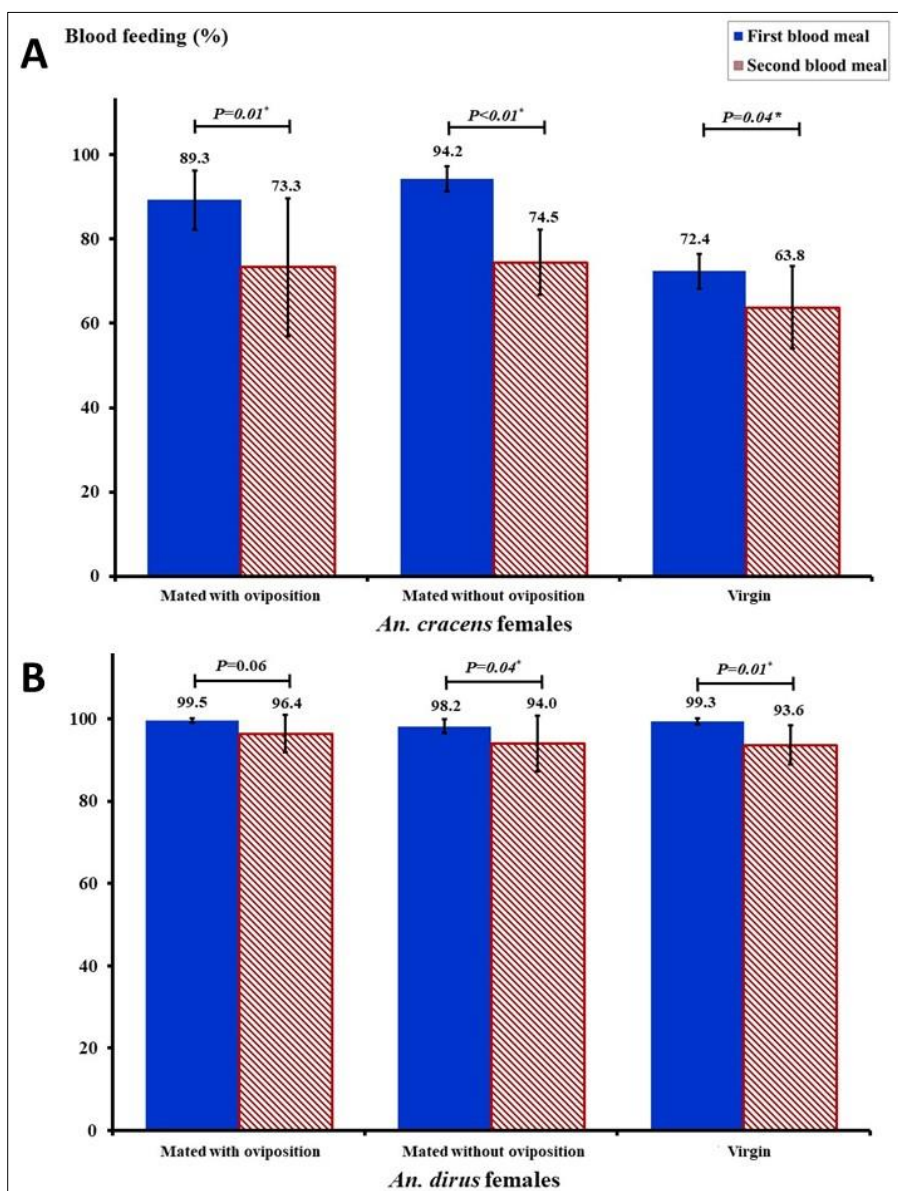 A
Blood feeding (%)
First blood meal
Second blood meal
P=0.01*
P<0.01*
P=0.04*
89.3
73.3
94.2
74.5
72.4
63.8
100
80
60
40
20
0
Mated with oviposition
Mated without oviposition
Virgin
An. cracens females
B
P=0.06
P=0.04*
P=0.01*
99.5
96.4
98.2
94.0
99.3
93.6
100
80
60
40
20
0
Mated with oviposition
Mated without oviposition
Virgin
An. dirus females